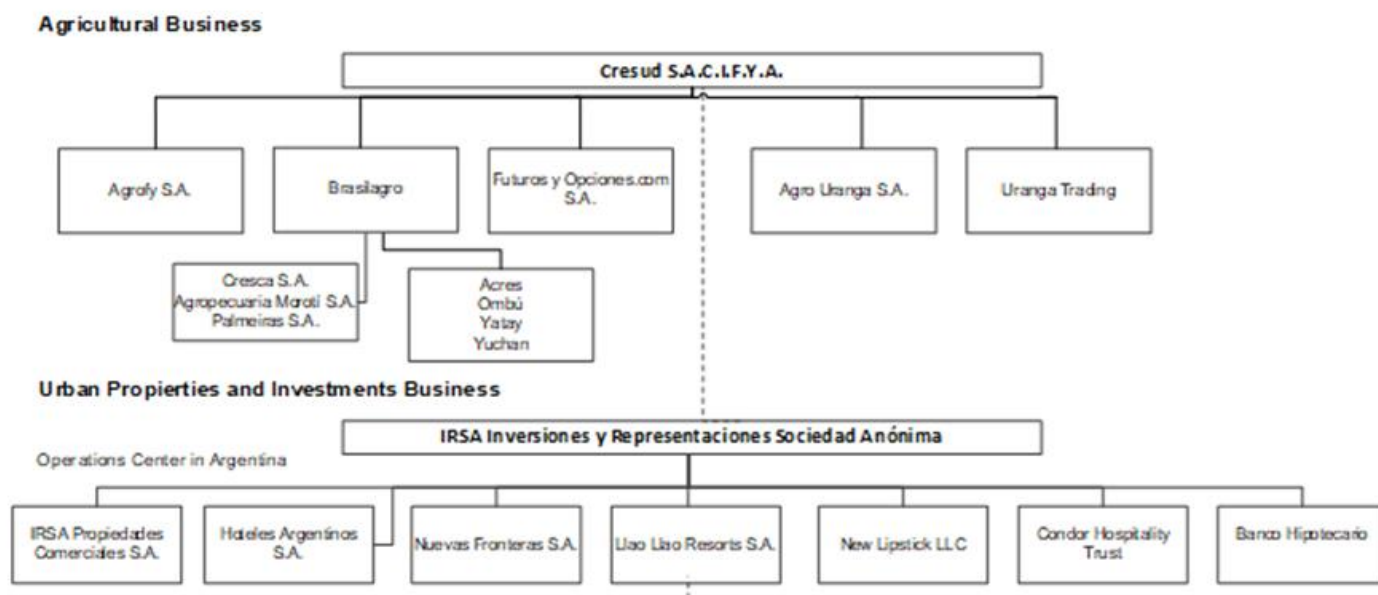 Agricultural Business
Cresud S.A.C.I.F.Y.A.
Agrofy S.A.
Brasilagro
Futuros y Opciones.com
S.A.
Agro Uranga S.A.
Uranga Trading
Cresca S.A.
Agropecuaria Morotí S.A.
Palmeiras S.A.
Acres
Ombú
Yatay
Yuchan
Urban Propierties and Investments Business
IRSA Inversiones y Representaciones Sociedad Anónima
Operations Center in Argentina
IRSA Propiedades
Comerciales S.A.
Hoteles Argentinos
S.A.
Nuevas Fronteras S.A.
Llao Llao Resorts S.A.
New Lipstick LLC
Condor Hospitality
Trust
Banco Hipotecario